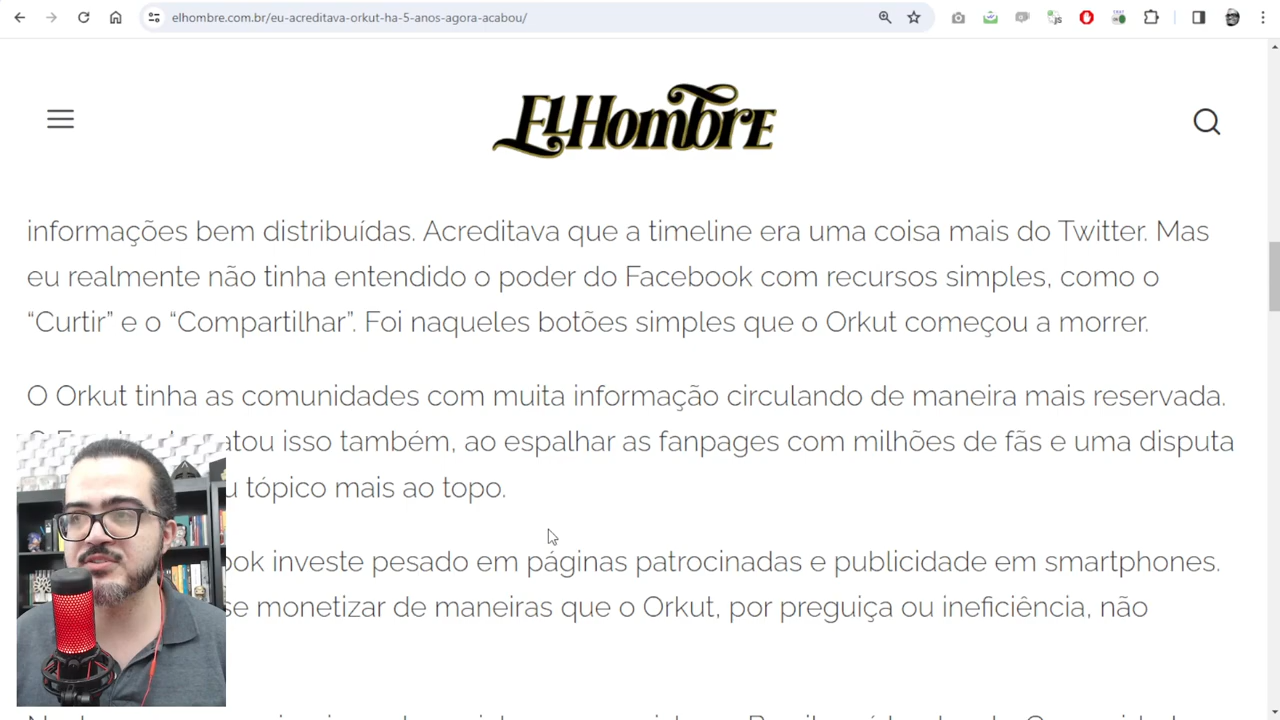 elhombre.com.br/eu-acreditava-orkut-ha-5-anos-agora-acabou/
ElHombre
informações bem distribuídas. Acreditava que a timeline era uma coisa mais do Twitter. Mas
eu realmente não tinha entendido o poder do Facebook com recursos simples, como o
“Curtir” e o “Compartilhar”. Foi naqueles botões simples que o Orkut começou a morrer.
O Orkut tinha as comunidades com muita informação circulando de maneira mais reservada.
atou isso também, ao espalhar as fanpages com milhões de fãs e uma disputa
u tópico mais ao topo.
ook investe pesado em páginas patrocinadas e publicidade em smartphones.
se monetizar de maneiras que o Orkut, por preguiça ou ineficiência, não